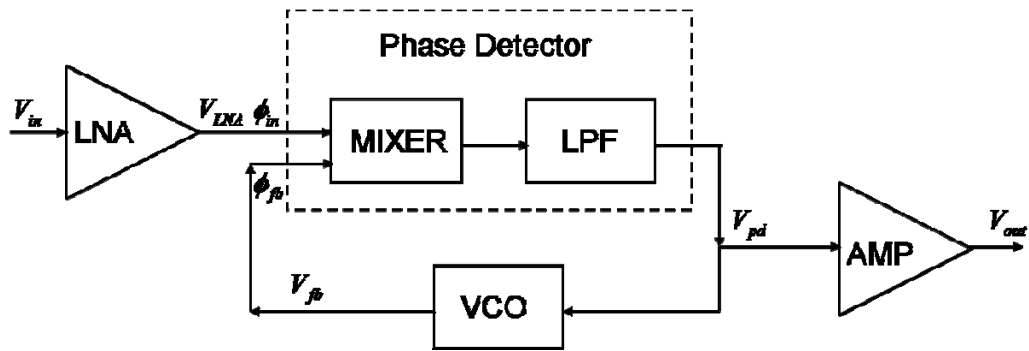 Phase Detector
V_in
LNA
V_LNA ϕ_in
MIXER
LPF
ϕ_fb
V_pd
AMP
V_out
V_fb
VCO